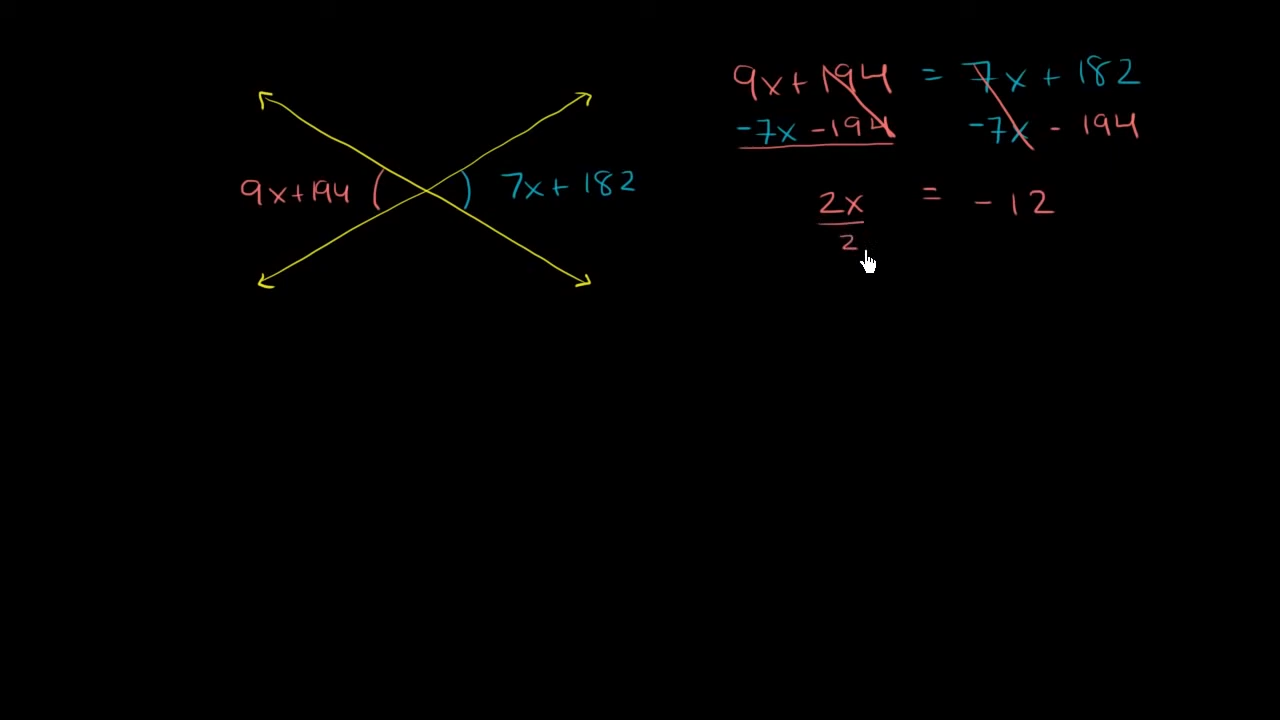 9x+194
7x+182
9x+194 = 7x+182
-7x -194 -7x - 194
2x = -12
2